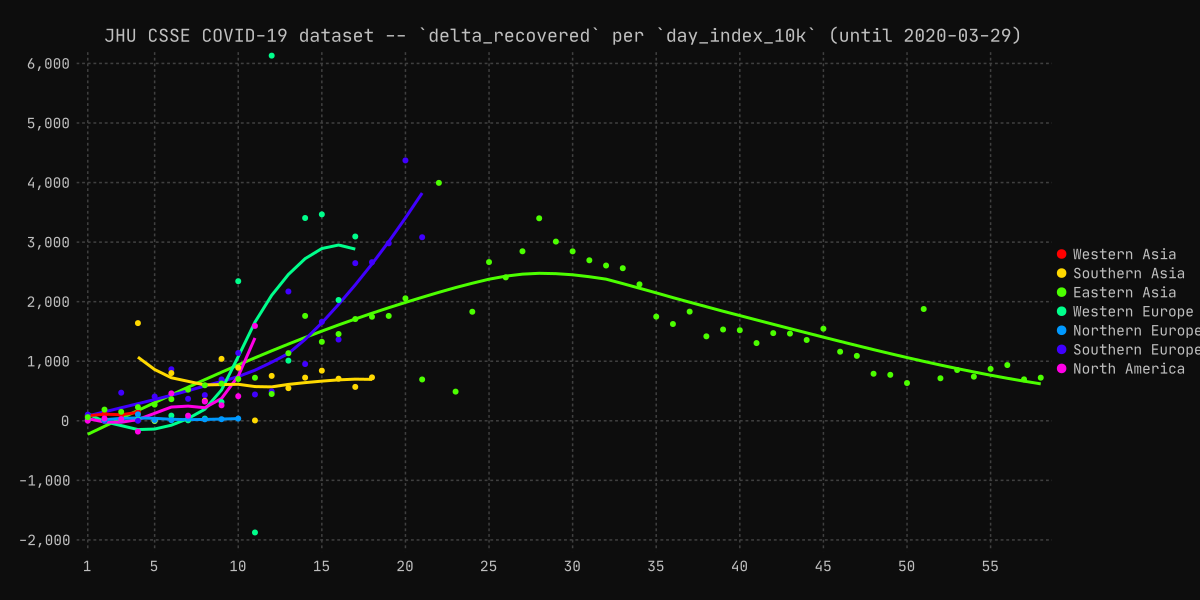 JHU CSSE COVID-19 dataset -- `delta_recovered` per `day_index_10k` (until 2020-03-29)
6,000
5,000
4,000
3,000
2,000
1,000
0
-1,000
-2,000
1 5 10 15 20 25 30 35 40 45 50 55
Western Asia
Southern Asia
Eastern Asia
Western Europe
Northern Europe
Southern Europe
North America